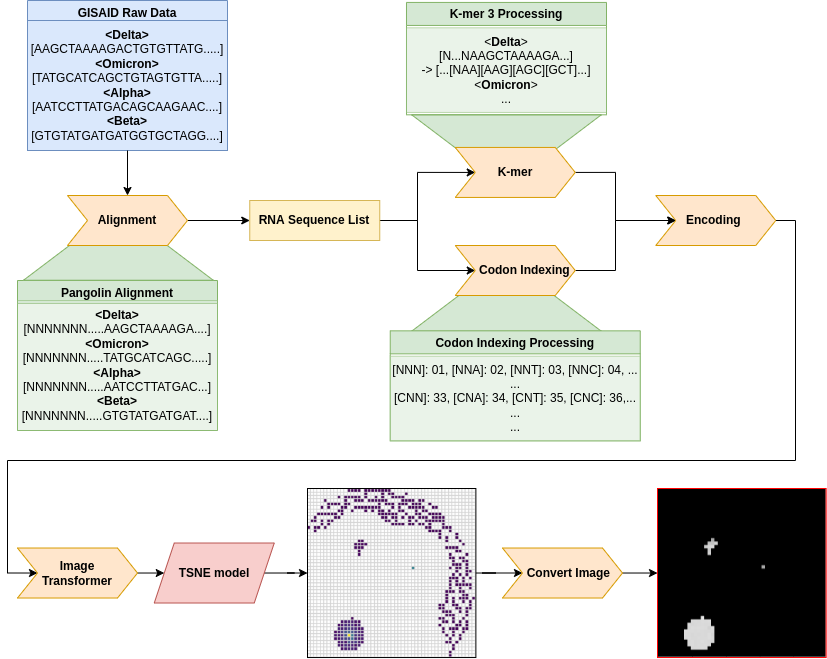 GISAID Raw Data
<Delta>
[AAGCTAAAAGACTGTGTTATG.....]
<Omicron>
[TATGCATCAGCTGTAGTGTTA.....]
<Alpha>
[AATCCTTATGACAGCAAGAAC....]
<Beta>
[GTGTATGATGATGGTGCTAGG....]
K-mer 3 Processing
<Delta>
[N...NAAGCTAAAAGA...]
-> [...[NAA][AAG][AGC][GCT]...]
<Omicron>
...
Alignment
RNA Sequence List
K-mer
Codon Indexing
Encoding
Pangolin Alignment
<Delta>
[NNNNNNN.....AAGCTAAAAGA....]
<Omicron>
[NNNNNNN.....TATGCATCAGC.....]
<Alpha>
[NNNNNNN.....AATCCTTATGAC...]
<Beta>
[NNNNNNN.....GTGTATGATGAT....]
Codon Indexing Processing
[NNN]: 01, [NNA]: 02, [NNT]: 03, [NNC]: 04, ...
...
[CNN]: 33, [CNA]: 34, [CNT]: 35, [CNC]: 36,...
...
...
Image
Transformer
TSNE model
Convert Image